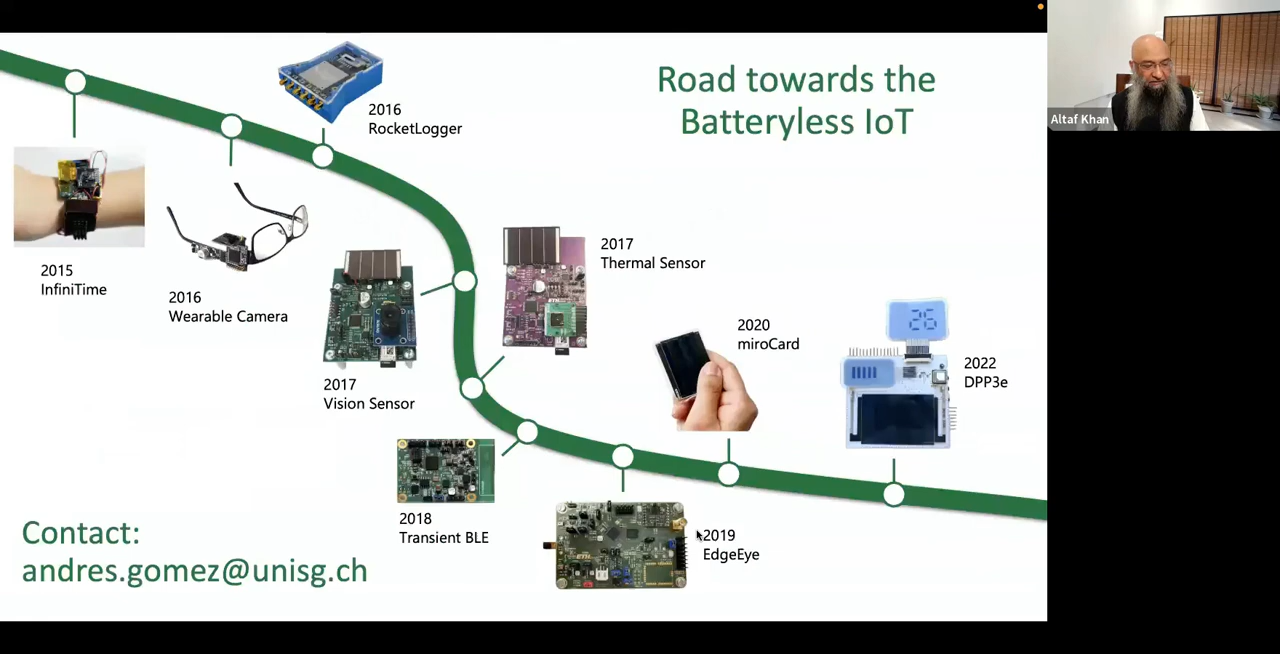 Road towards the
Batteryless IoT
Altaf Khan
2016
RocketLogger
2015
InfiniTime
2016
Wearable Camera
2017
Thermal Sensor
2017
Vision Sensor
2020
miroCard
26
2022
DPP3e
2018
Transient BLE
2019
EdgeEye
Contact:
andres.gomez@unisg.ch